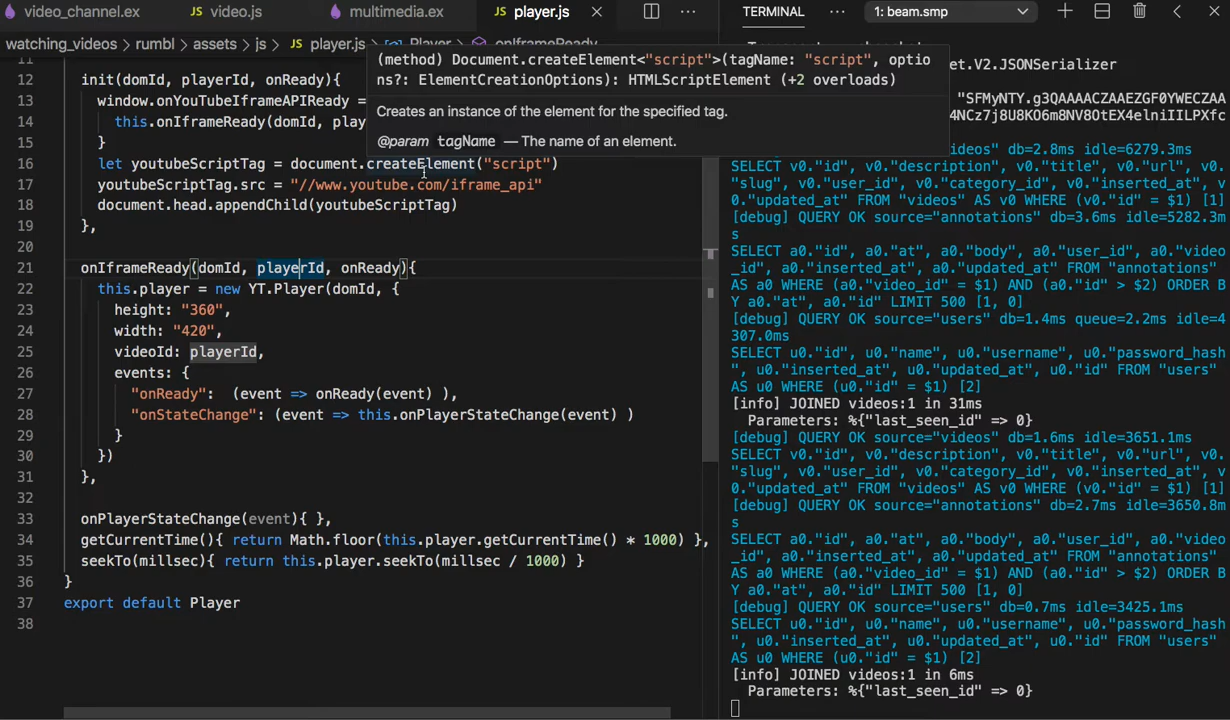 video_channel.ex
JS video.js
multimedia.ex
JS player.js
watching_videos › rumbl › assets › js › JS player.js › Player › onIframeReady
11
12 init(domId, playerId, onReady){
13 window.onYouTubeIframeAPIReady =
14 this.onIframeReady(domId, play
15 }
16 let youtubeScriptTag = document.createElement("script")
17 youtubeScriptTag.src = "//www.youtube.com/iframe_api"
18 document.head.appendChild(youtubeScriptTag)
19 },
20
21 onIframeReady(domId, playerId, onReady){
22 this.player = new YT.Player(domId, {
23 height: "360",
24 width: "420",
25 videoId: playerId,
26 events: {
27 "onReady": (event => onReady(event) ),
28 "onStateChange": (event => this.onPlayerStateChange(event) )
29 }
30 })
31 },
32
33 onPlayerStateChange(event){ },
34 getCurrentTime(){ return Math.floor(this.player.getCurrentTime() * 1000) },
35 seekTo(millsec){ return this.player.seekTo(millsec / 1000) }
36 }
37 export default Player
38
(method) Document.createElement<"script">(tagName: "script", optio
ns?: ElementCreationOptions): HTMLScriptElement (+2 overloads)
Creates an instance of the element for the specified tag.
@param tagName — The name of an element.
TERMINAL
1: beam.smp
et.V2.JSONSerializer
"SFMyNTY.g3QAAAACZAAEZGF0YWECZAA
4NCz7j8U8KO6m8NV8OtEX4elniiILPXfc
ideos" db=2.8ms idle=6279.3ms
SELECT v0."id", v0."description", v0."title", v0."url", v0.
"slug", v0."user_id", v0."category_id", v0."inserted_at", v
0."updated_at" FROM "videos" AS v0 WHERE (v0."id" = $1) [1]
[debug] QUERY OK source="annotations" db=3.6ms idle=5282.3m
s
SELECT a0."id", a0."at", a0."body", a0."user_id", a0."video
_id", a0."inserted_at", a0."updated_at" FROM "annotations"
AS a0 WHERE (a0."video_id" = $1) AND (a0."id" > $2) ORDER B
Y a0."at", a0."id" LIMIT 500 [1, 0]
[debug] QUERY OK source="users" db=1.4ms queue=2.2ms idle=4
307.0ms
SELECT u0."id", u0."name", u0."username", u0."password_hash
", u0."inserted_at", u0."updated_at", u0."id" FROM "users"
AS u0 WHERE (u0."id" = $1) [2]
[info] JOINED videos:1 in 31ms
Parameters: %{"last_seen_id" => 0}
[debug] QUERY OK source="videos" db=1.6ms idle=3651.1ms
SELECT v0."id", v0."description", v0."title", v0."url", v0.
"slug", v0."user_id", v0."category_id", v0."inserted_at", v
0."updated_at" FROM "videos" AS v0 WHERE (v0."id" = $1) [1]
[debug] QUERY OK source="annotations" db=2.7ms idle=3650.8m
s
SELECT a0."id", a0."at", a0."body", a0."user_id", a0."video
_id", a0."inserted_at", a0."updated_at" FROM "annotations"
AS a0 WHERE (a0."video_id" = $1) AND (a0."id" > $2) ORDER B
Y a0."at", a0."id" LIMIT 500 [1, 0]
[debug] QUERY OK source="users" db=0.7ms idle=3425.1ms
SELECT u0."id", u0."name", u0."username", u0."password_hash
", u0."inserted_at", u0."updated_at", u0."id" FROM "users"
AS u0 WHERE (u0."id" = $1) [2]
[info] JOINED videos:1 in 6ms
Parameters: %{"last_seen_id" => 0}